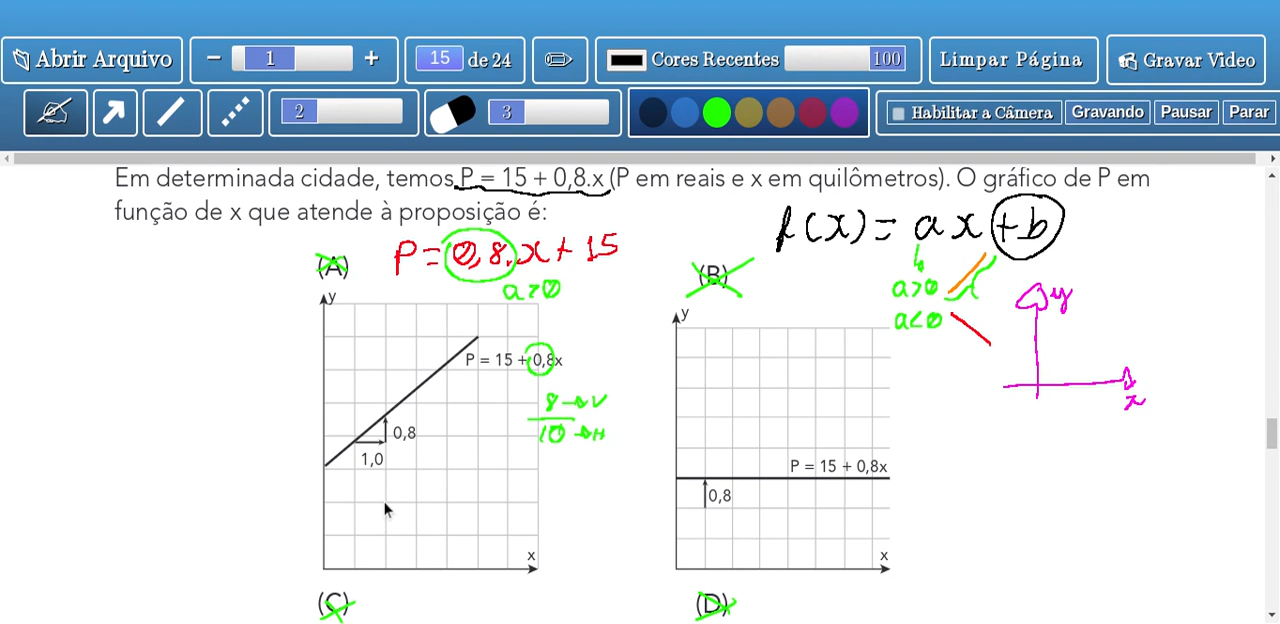 Abrir Arquivo
− 1 +
15 de 24
Cores Recentes 100
Limpar Página
Gravar Video
2
3
Habilitar a Câmera
Gravando
Pausar
Parar
Em determinada cidade, temos P = 15 + 0,8.x (P em reais e x em quilômetros). O gráfico de P em
função de x que atende à proposição é:
f(x) = ax + b
P = 0,8.x + 15
a > 0
(A)
(B)
a > 0
a < 0
y
x
y
P = 15 + 0,8x
8 → V
10 → H
0,8
1,0
x
y
P = 15 + 0,8x
0,8
x
(C)
(D)